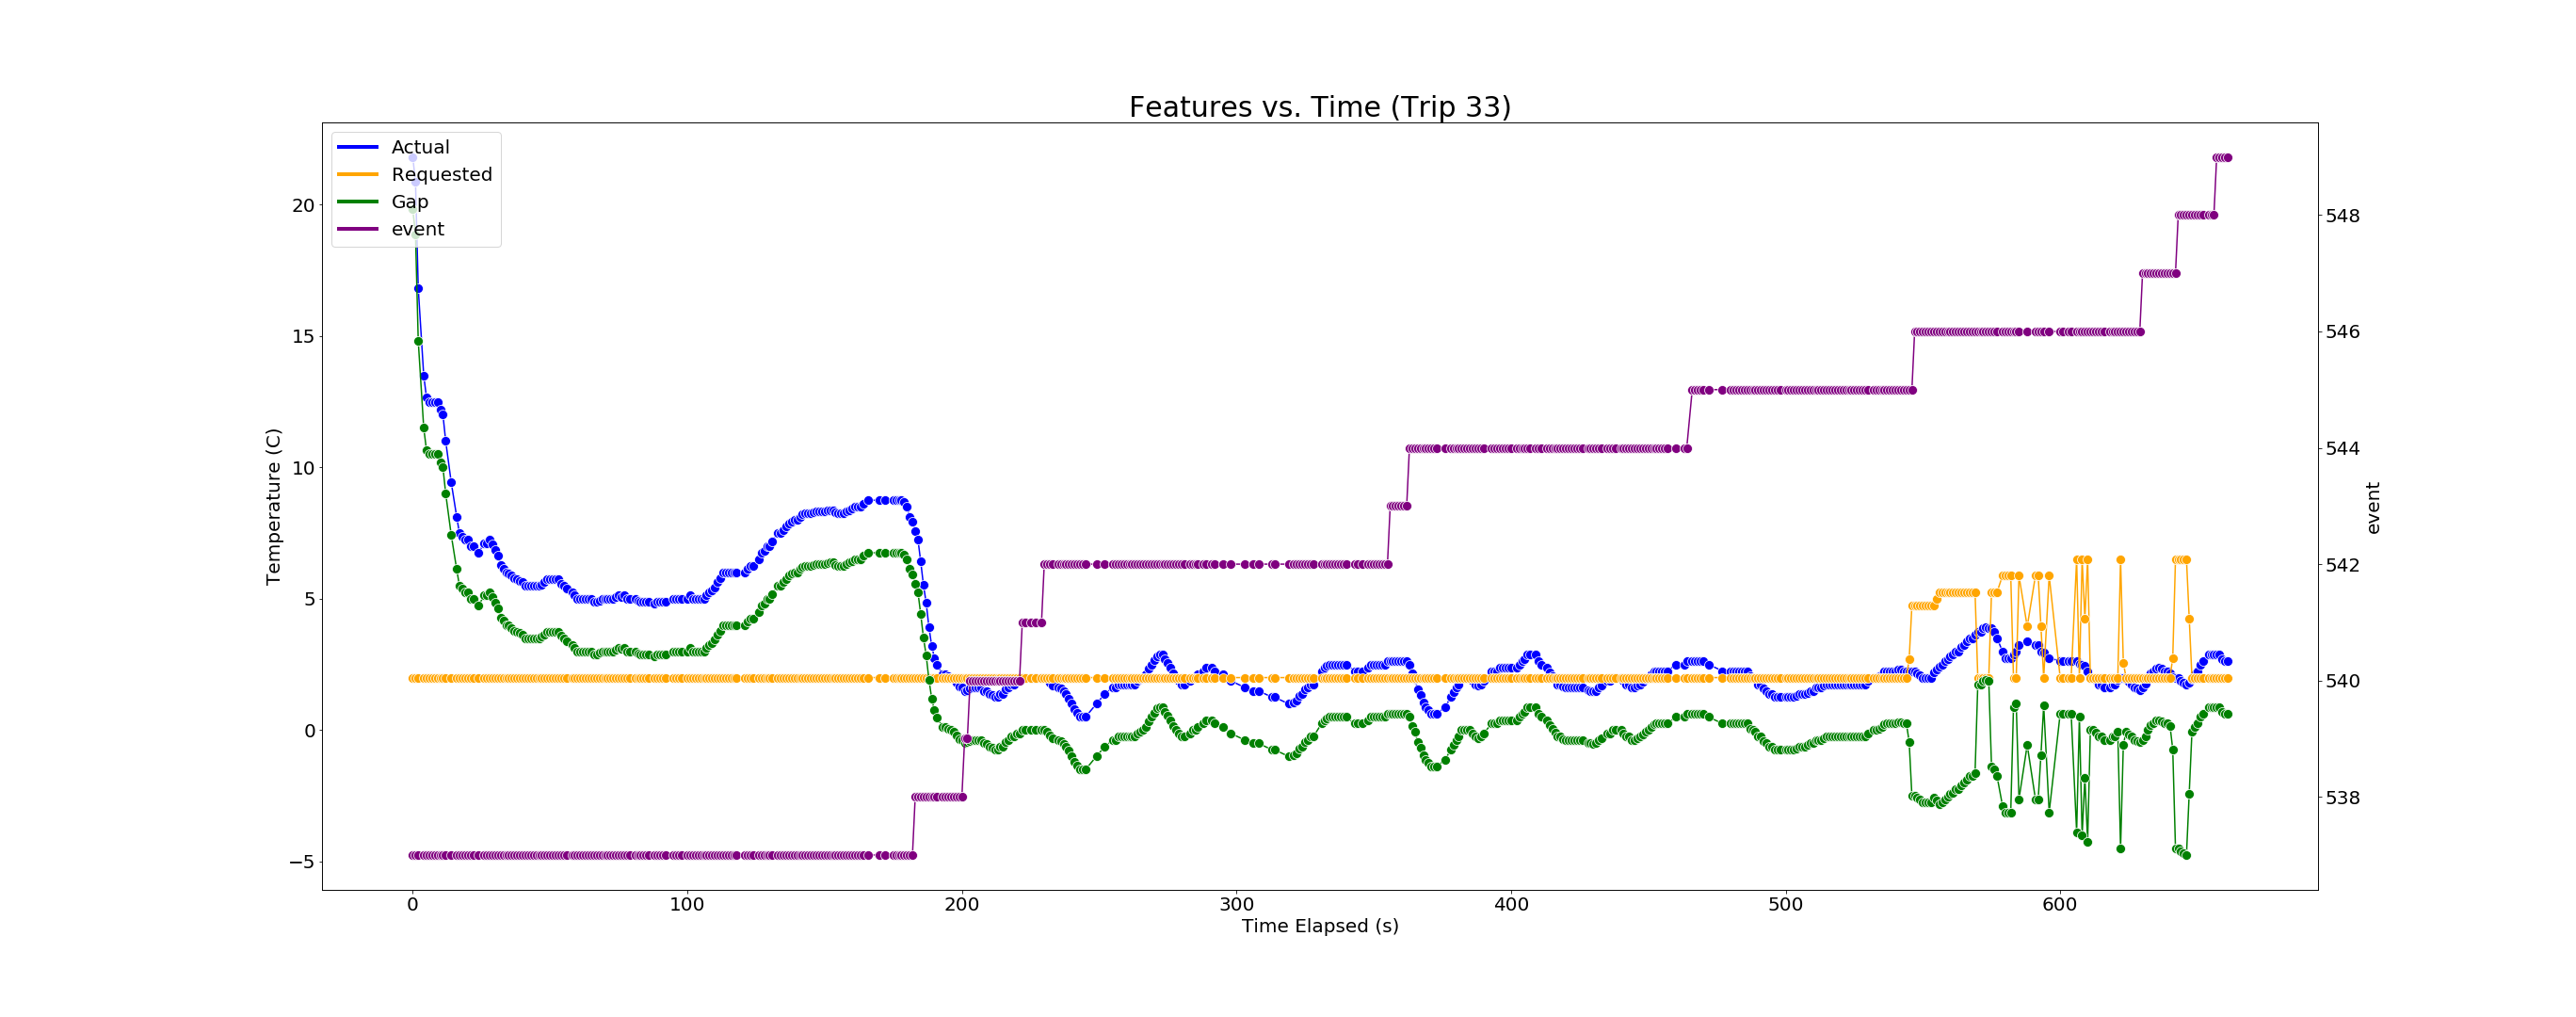 Features vs. Time (Trip 33)
Actual
Requested
Gap
event
20
15
10
5
0
−5
Temperature (C)
548
546
544
542
540
538
event
0 100 200 300 400 500 600
Time Elapsed (s)